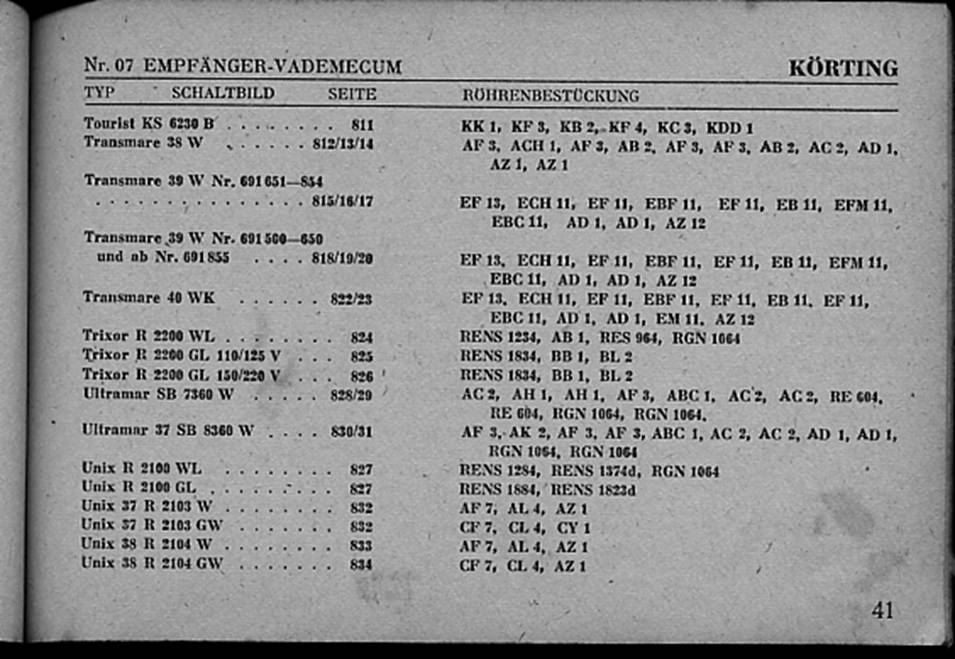 Nr. 07 EMPFÄNGER-VADEMECUM KÖRTING
TYP SCHALTBILD SEITE RÖHRENBESTÜCKUNG
Tourist KS 6230 B . . . . . . . . 811 KK 1, KF 3, KB 2, KF 4, KC 3, KDD 1
Transmare 38 W . . . . . . 812/13/14 AF 3, ACH 1, AF 3, AB 2, AF 3, AF 3, AB 2, AC 2, AD 1,
AZ 1, AZ 1
Transmare 39 W Nr. 691 651—854
. . . . . . . . . . . . . . . 815/16/17 EF 13, ECH 11, EF 11, EBF 11, EF 11, EB 11, EFM 11,
EBC 11, AD 1, AD 1, AZ 12
Transmare 39 W Nr. 691 500—650
und ab Nr. 691 855 . . . . 818/19/20 EF 13, ECH 11, EF 11, EBF 11, EF 11, EB 11, EFM 11,
EBC 11, AD 1, AD 1, AZ 12
Transmare 40 WK . . . . . . 822/23 EF 13, ECH 11, EF 11, EBF 11, EF 11, EB 11, EF 11,
EBC 11, AD 1, AD 1, EM 11, AZ 12
Trixor R 2200 WL . . . . . . . . 824 RENS 1234, AB 1, RES 964, RGN 1064
Trixor R 2200 GL 110/125 V . . . 825 RENS 1834, BB 1, BL 2
Trixor R 2200 GL 150/220 V . . . 826 RENS 1834, BB 1, BL 2
Ultramar SB 7360 W . . . . . 828/29 AC 2, AH 1, AH 1, AF 3, ABC 1, AC 2, AC 2, RE 604,
RE 604, RGN 1064, RGN 1064.
Ultramar 37 SB 8360 W . . . . 830/31 AF 3, AK 2, AF 3, AF 3, ABC 1, AC 2, AC 2, AD 1, AD 1,
RGN 1064, RGN 1064
Unix R 2100 WL . . . . . . . . 827 RENS 1284, RENS 1374d, RGN 1064
Unix R 2100 GL . . . . . . . . 827 RENS 1884, RENS 1823d
Unix 37 R 2103 W . . . . . . . 832 AF 7, AL 4, AZ 1
Unix 37 R 2103 GW . . . . . . . 832 CF 7, CL 4, CY 1
Unix 38 R 2104 W . . . . . . . 833 AF 7, AL 4, AZ 1
Unix 38 R 2104 GW . . . . . . . 834 CF 7, CL 4, AZ 1
41